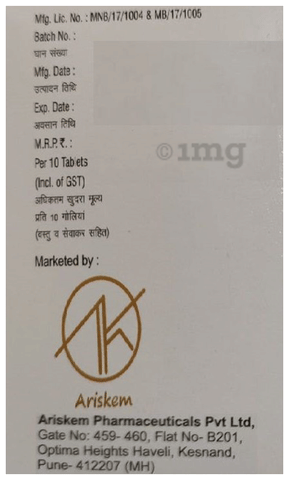 Mfg. Lic. No. : MNB/17/1004 & MB/17/1005
Batch No. :
घान संख्या
Mfg. Date :
उत्पादन तिथि
Exp. Date :
अवसान तिथि
M.R.P.₹. :
Per 10 Tablets
(Incl. of GST)
अधिकतम खुदरा मूल्य
प्रति 10 गोलियां
(वस्तु व सेवाकर सहित)
© 1mg
Marketed by :
Ariskem
Ariskem Pharmaceuticals Pvt Ltd,
Gate No: 459- 460, Flat No- B201,
Optima Heights Haveli, Kesnand,
Pune- 412207 (MH)